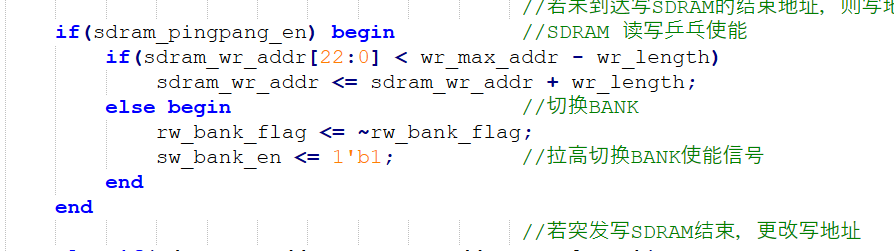 //若未到达写SDRAM的结束地址，则写地
if(sdram_pingpang_en) begin //SDRAM 读写乒乓使能
if(sdram_wr_addr[22:0] < wr_max_addr - wr_length)
sdram_wr_addr <= sdram_wr_addr + wr_length;
else begin //切换BANK
rw_bank_flag <= ~rw_bank_flag;
sw_bank_en <= 1'b1; //拉高切换BANK使能信号
end
end
//若突发写SDRAM结束，更改写地址